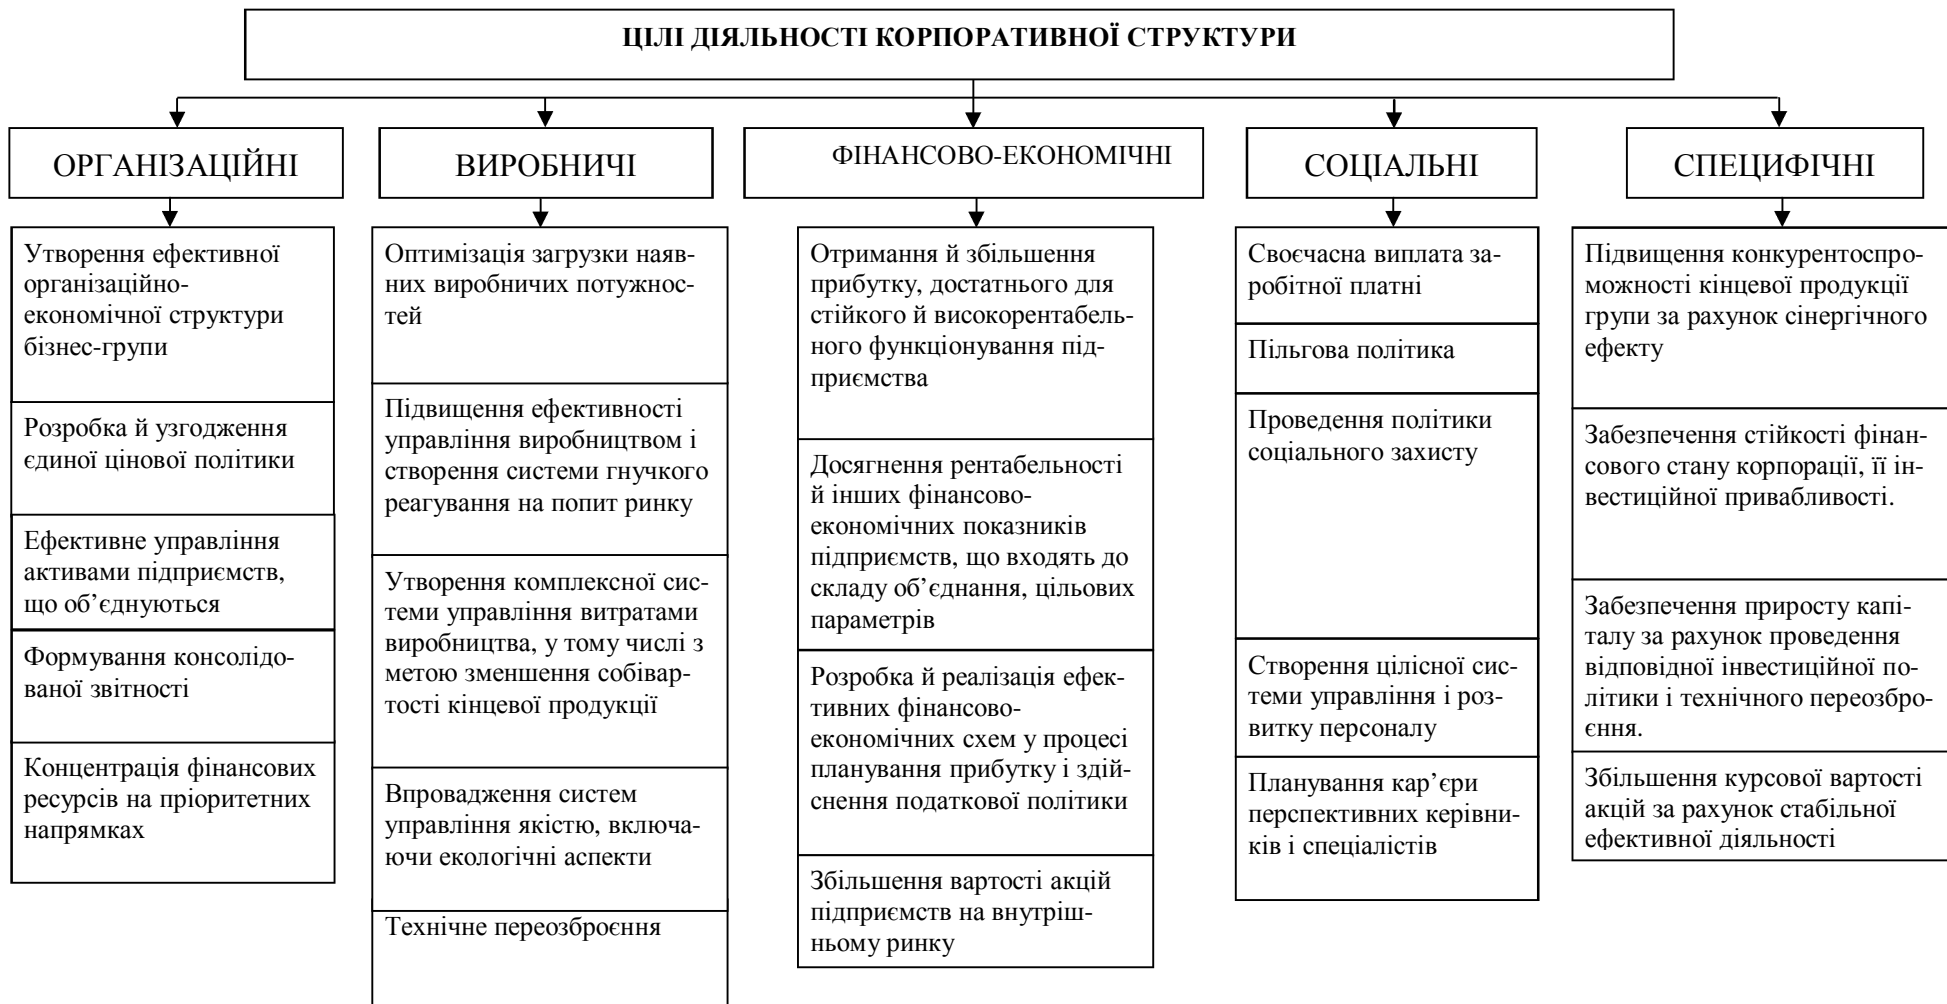 ЦІЛІ ДІЯЛЬНОСТІ КОРПОРАТИВНОЇ СТРУКТУРИ
ОРГАНІЗАЦІЙНІ
Утворення ефективної
організаційно-
економічної структури
бізнес-групи
Розробка й узгодження
єдиної цінової політики
Ефективне управління
активами підприємств,
що об’єднуються
Формування консолідо-
ваної звітності
Концентрація фінансових
ресурсів на пріоритетних
напрямках
ВИРОБНИЧІ
Оптимізація загрузки наяв-
них виробничих потужнос-
тей
Підвищення ефективності
управління виробництвом і
створення системи гнучкого
реагування на попит ринку
Утворення комплексної сис-
теми управління витратами
виробництва, у тому числі з
метою зменшення собівар-
тості кінцевої продукції
Впровадження систем
управління якістю, включа-
ючи екологічні аспекти
Технічне переозброєння
ФІНАНСОВО-ЕКОНОМІЧНІ
Отримання й збільшення
прибутку, достатнього для
стійкого й високорентабель-
ного функціонування під-
приємства
Досягнення рентабельності
й інших фінансово-
економічних показників
підприємств, що входять до
складу об’єднання, цільових
параметрів
Розробка й реалізація ефек-
тивних фінансово-
економічних схем у процесі
планування прибутку і здій-
снення податкової політики
Збільшення вартості акцій
підприємств на внутріш-
ньому ринку
СОЦІАЛЬНІ
Своєчасна виплата за-
робітної платні
Пільгова політика
Проведення політики
соціального захисту
Створення цілісної сис-
теми управління і роз-
витку персоналу
Планування кар’єри
перспективних керівни-
ків і спеціалістів
СПЕЦИФІЧНІ
Підвищення конкурентоспро-
можності кінцевої продукції
групи за рахунок сінергічного
ефекту
Забезпечення стійкості фінан-
сового стану корпорації, її ін-
вестиційної привабливості.
Забезпечення приросту капі-
талу за рахунок проведення
відповідної інвестиційної по-
літики і технічного переозбро-
єння.
Збільшення курсової вартості
акцій за рахунок стабільної
ефективної діяльності